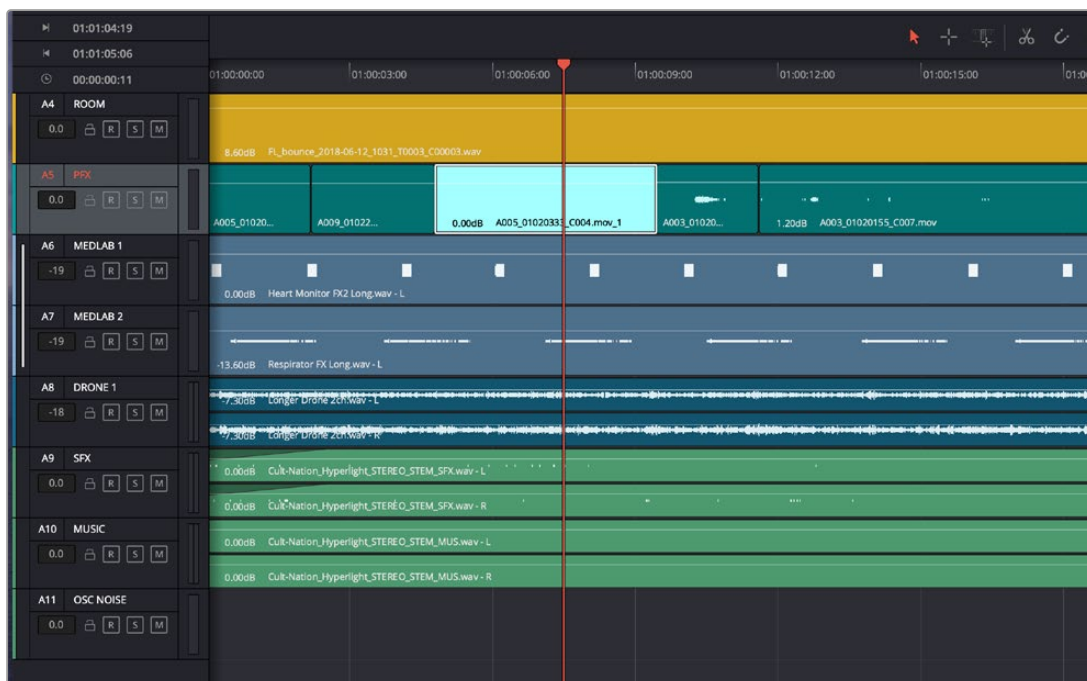 01:01:04:19
01:01:05:06
00:00:00:11
01:00:00:00 01:00:03:00 01:00:06:00 01:00:09:00 01:00:12:00 01:00:15:00 01:0
A4 ROOM
0.0 R S M
8.60dB FL_bounce_2018-06-12_1031_T0003_C00003.wav
A5 PFX
0.0 R S M
A005_01020... A009_01022... 0.00dB A005_01020333_C004.mov_1 A003_01020... 1.20dB A003_01020155_C007.mov
A6 MEDLAB 1
-19 R S M
0.00dB Heart Monitor FX2 Long.wav - L
A7 MEDLAB 2
-19 R S M
-13.60dB Respirator FX Long.wav - L
A8 DRONE 1
-7.30dB Longer Drone 2ch.wav - L
-18 R S M
-7.30dB Longer Drone 2ch.wav - R
A9 SFX
0.00dB Cult-Nation_Hyperlight_STEREO_STEM_SFX.wav - L
0.0 R S M
0.00dB Cult-Nation_Hyperlight_STEREO_STEM_SFX.wav - R
A10 MUSIC
0.00dB Cult-Nation_Hyperlight_STEREO_STEM_MUS.wav - L
0.0 R S M
0.00dB Cult-Nation_Hyperlight_STEREO_STEM_MUS.wav - R
A11 OSC NOISE
0.0 R S M